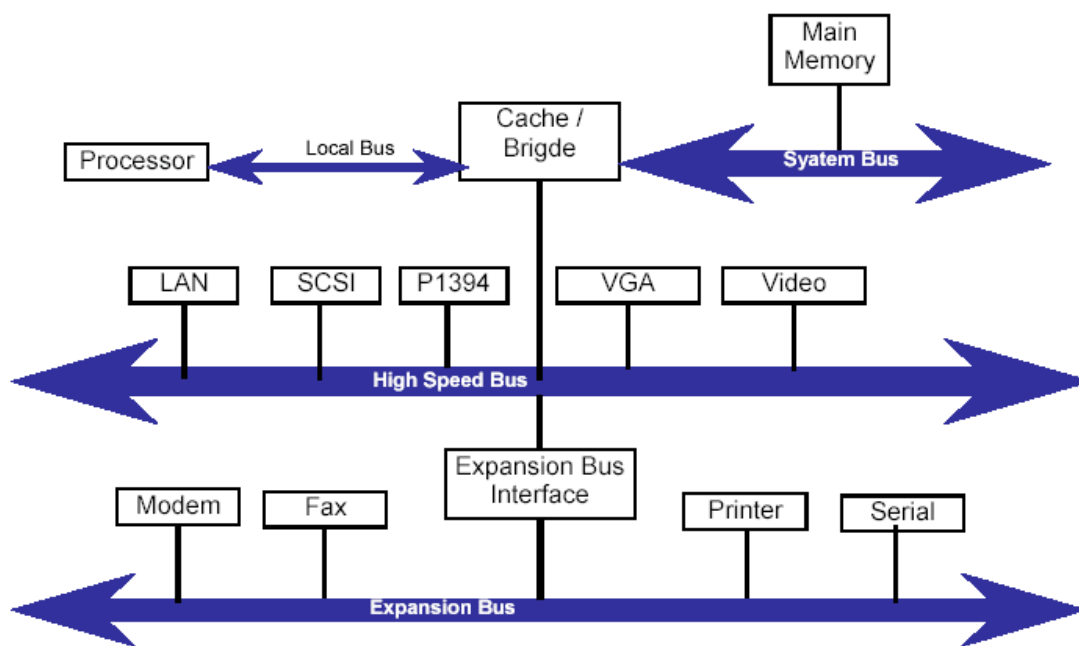 Main
Memory
Cache /
Brigde
Local Bus
Processor
Syatem Bus
LAN
SCSI
P1394
VGA
Video
High Speed Bus
Expansion Bus
Interface
Modem
Fax
Printer
Serial
Expansion Bus